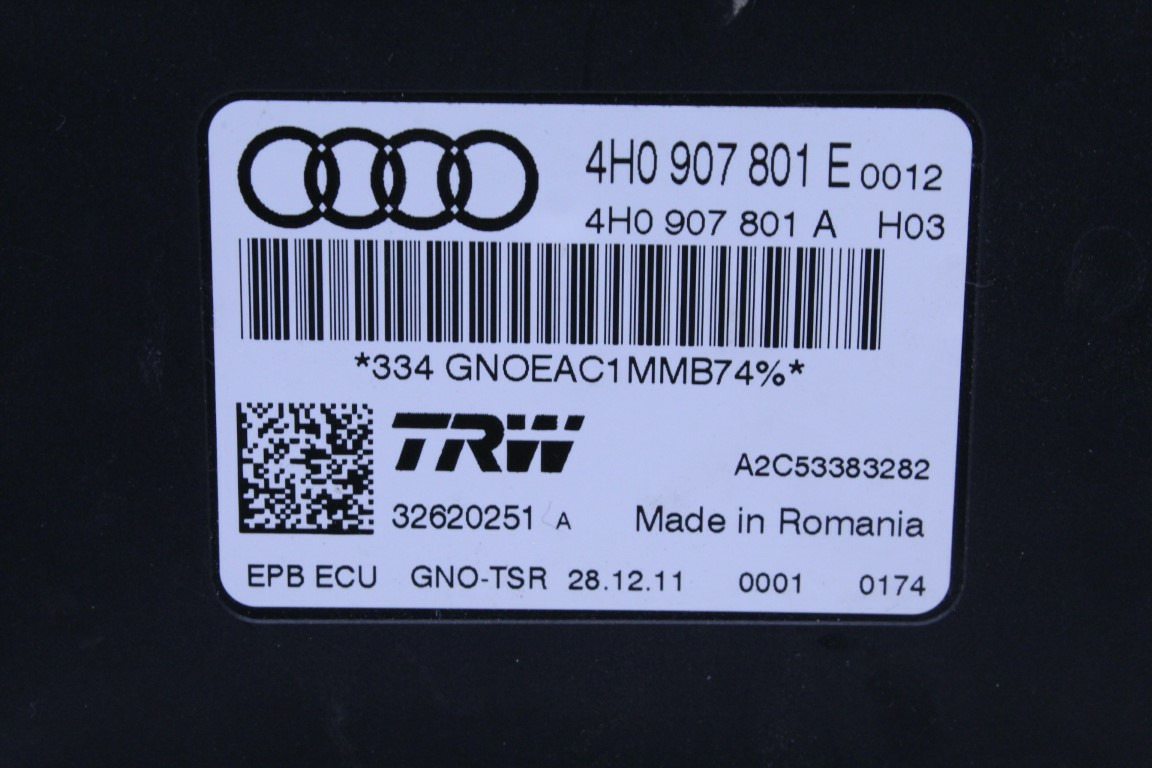 4H0 907 801 E 0012
4H0 907 801 A H03
*334 GNOEAC1MMB74%*
TRW
A2C53383282
32620251 A Made in Romania
EPB ECU GNO-TSR 28.12.11 0001 0174